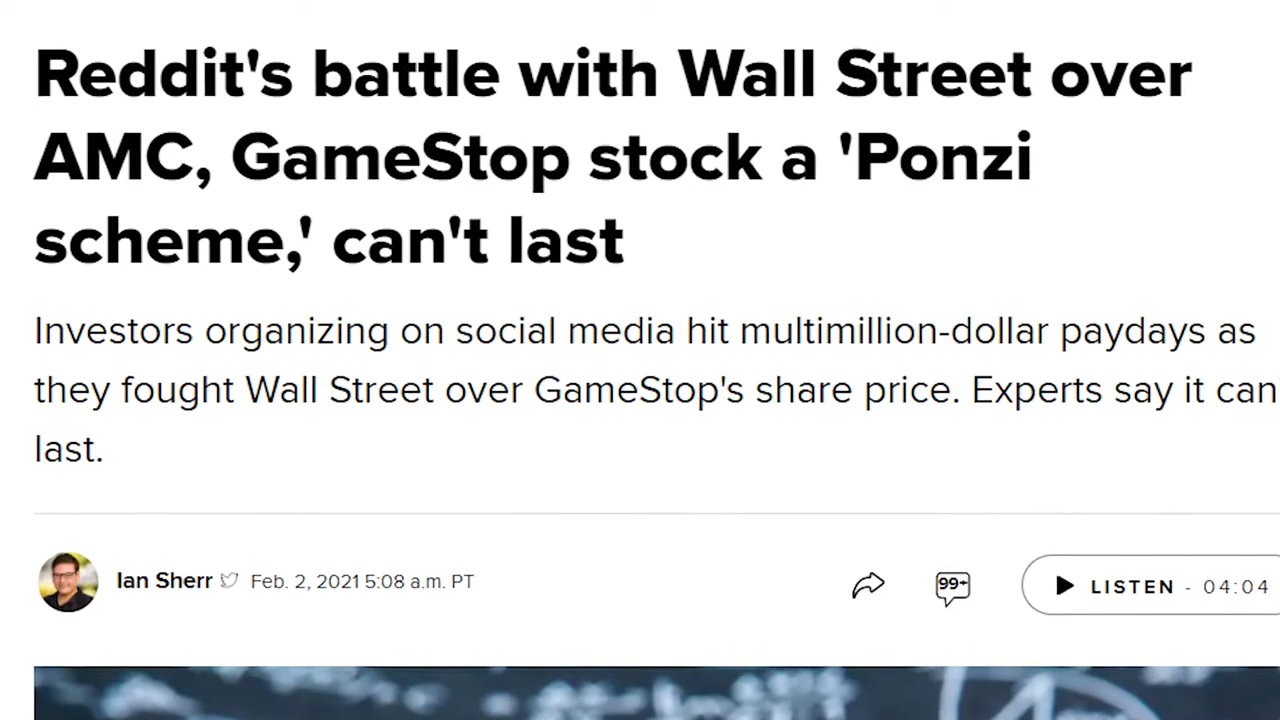 Reddit's battle with Wall Street over
AMC, GameStop stock a 'Ponzi
scheme,' can't last
Investors organizing on social media hit multimillion-dollar paydays as
they fought Wall Street over GameStop's share price. Experts say it can
last.
Ian Sherr Feb. 2, 2021 5:08 a.m. PT
99+
LISTEN - 04:04